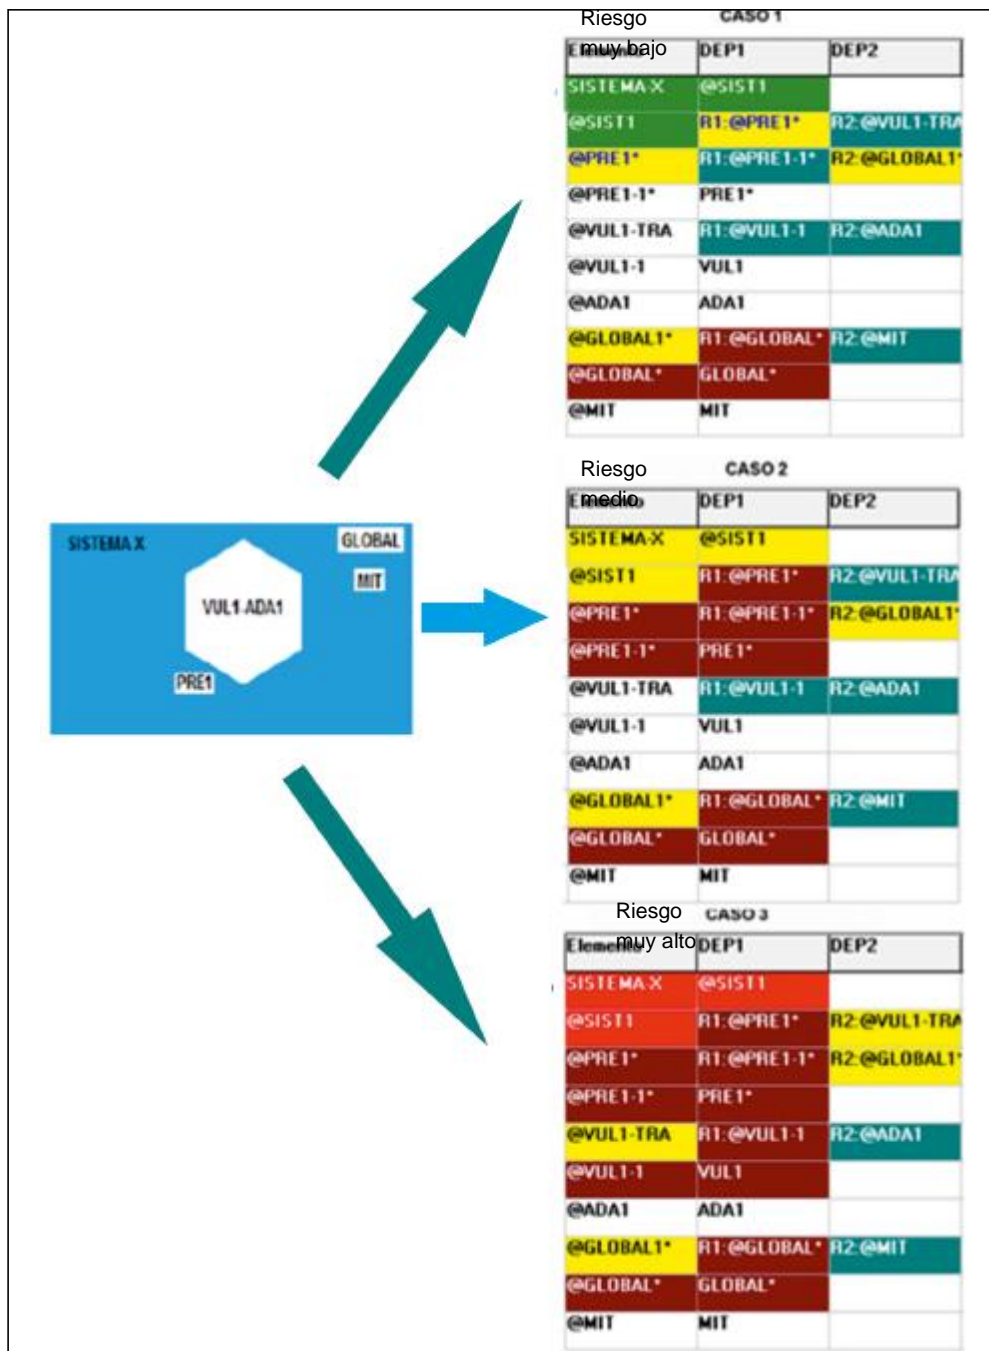 Riesgo muy bajo
CASO 1
Elemento DEP1 DEP2
SISTEMA-X @SIST1
@SIST1 R1:@PRE1* R2:@VUL1-TRA
@PRE1* R1:@PRE1-1* R2:@GLOBAL1*
@PRE1-1* PRE1*
@VUL1-TRA R1:@VUL1-1 R2:@ADA1
@VUL1-1 VUL1
@ADA1 ADA1
@GLOBAL1* R1:@GLOBAL* R2:@MIT
@GLOBAL* GLOBAL*
@MIT MIT
SISTEMA X
GLOBAL
MIT
VUL1-ADA1
PRE1
Riesgo medio
CASO 2
Elemento DEP1 DEP2
SISTEMA-X @SIST1
@SIST1 R1:@PRE1* R2:@VUL1-TRA
@PRE1* R1:@PRE1-1* R2:@GLOBAL1*
@PRE1-1* PRE1*
@VUL1-TRA R1:@VUL1-1 R2:@ADA1
@VUL1-1 VUL1
@ADA1 ADA1
@GLOBAL1* R1:@GLOBAL* R2:@MIT
@GLOBAL* GLOBAL*
@MIT MIT
Riesgo muy alto
CASO 3
Elemento DEP1 DEP2
SISTEMA-X @SIST1
@SIST1 R1:@PRE1* R2:@VUL1-TRA
@PRE1* R1:@PRE1-1* R2:@GLOBAL1*
@PRE1-1* PRE1*
@VUL1-TRA R1:@VUL1-1 R2:@ADA1
@VUL1-1 VUL1
@ADA1 ADA1
@GLOBAL1* R1:@GLOBAL* R2:@MIT
@GLOBAL* GLOBAL*
@MIT MIT